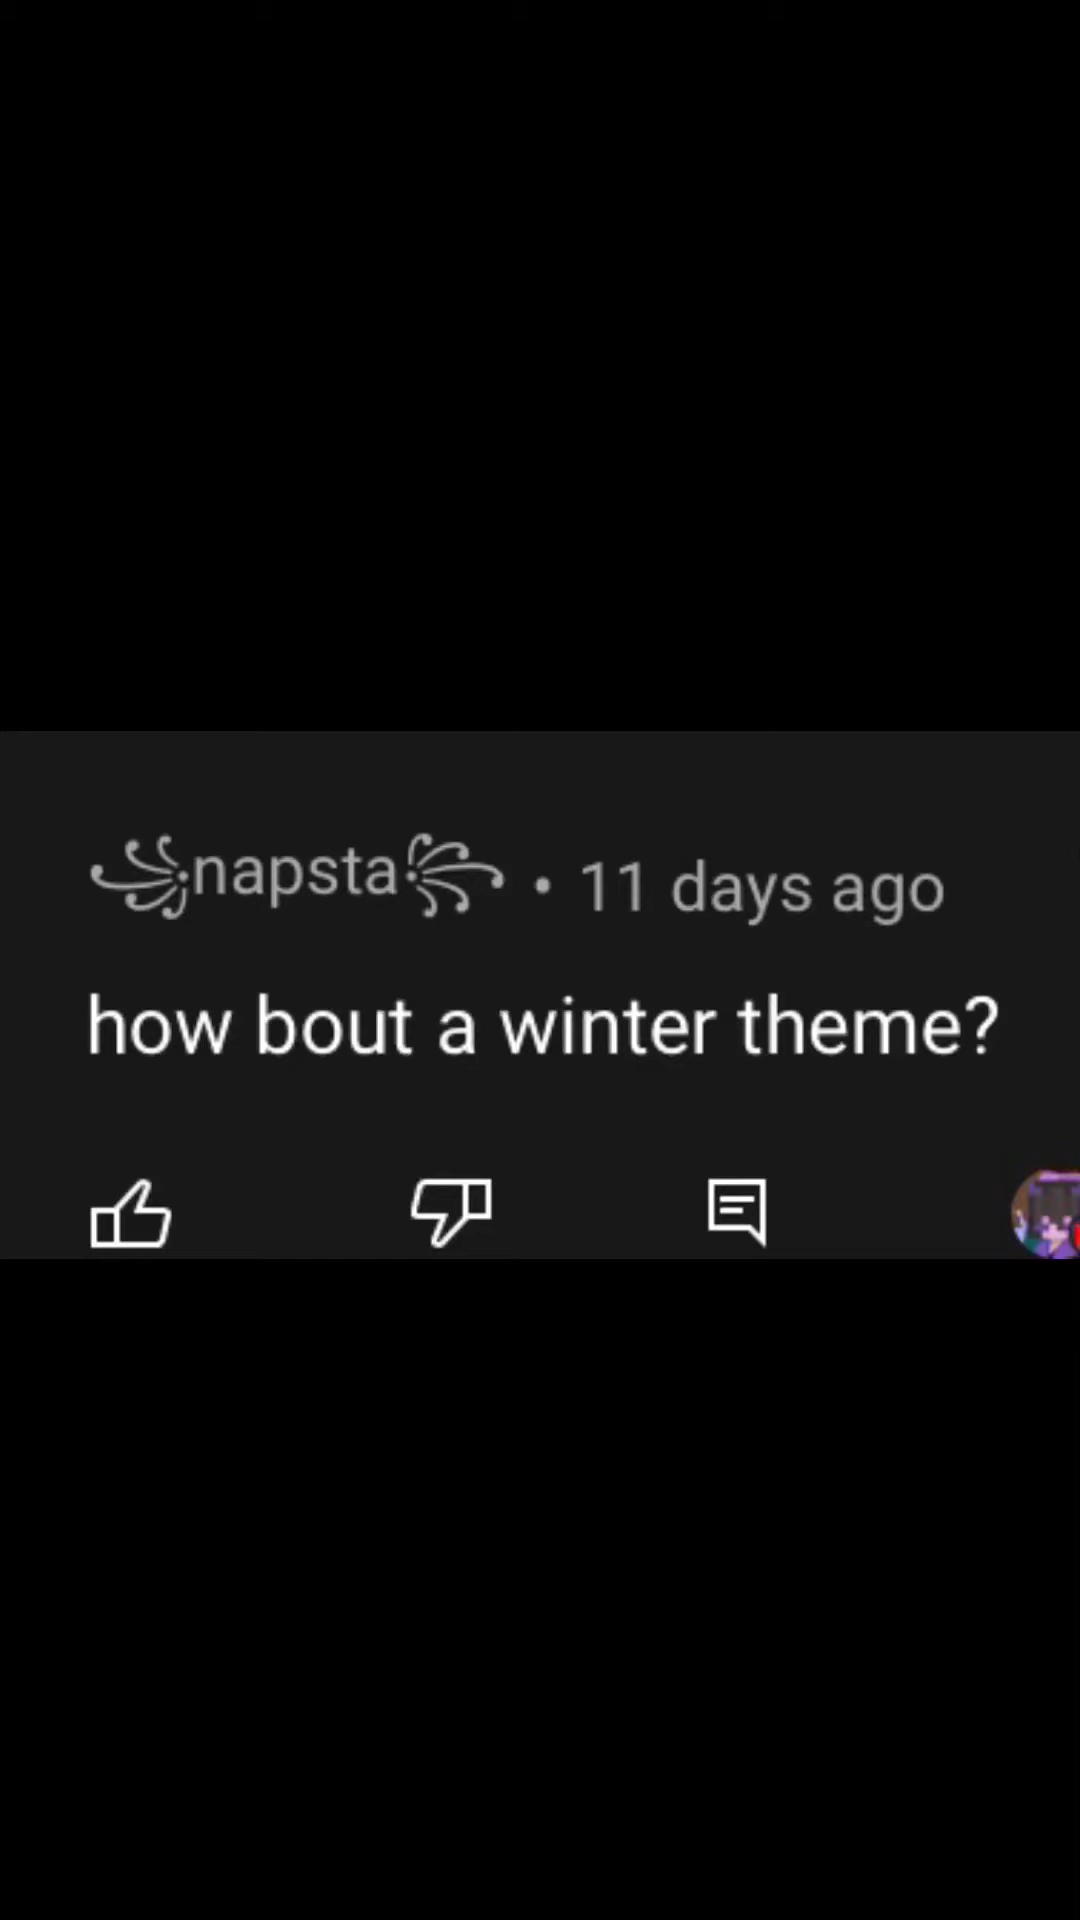 ꧁napsta꧂ • 11 days ago
how bout a winter theme?